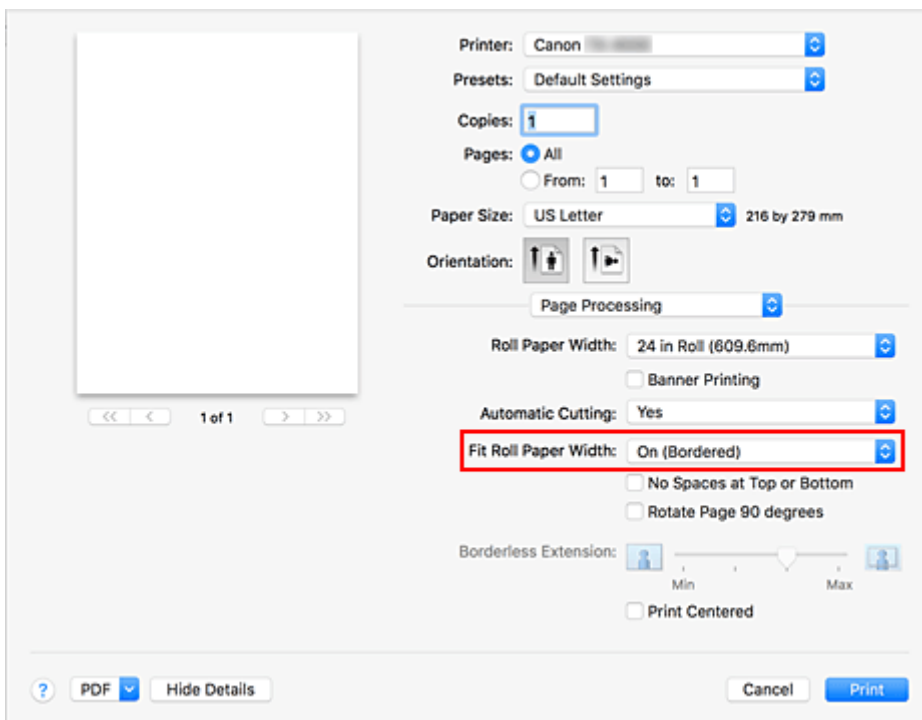 Printer: Canon
Presets: Default Settings
Copies: 1
Pages: All
From: 1 to: 1
Paper Size: US Letter 216 by 279 mm
Orientation:
Page Processing
Roll Paper Width: 24 in Roll (609.6mm)
Banner Printing
<< < 1 of 1 > >>
Automatic Cutting: Yes
Fit Roll Paper Width: On (Bordered)
No Spaces at Top or Bottom
Rotate Page 90 degrees
Borderless Extension:
Min Max
Print Centered
? PDF Hide Details Cancel Print